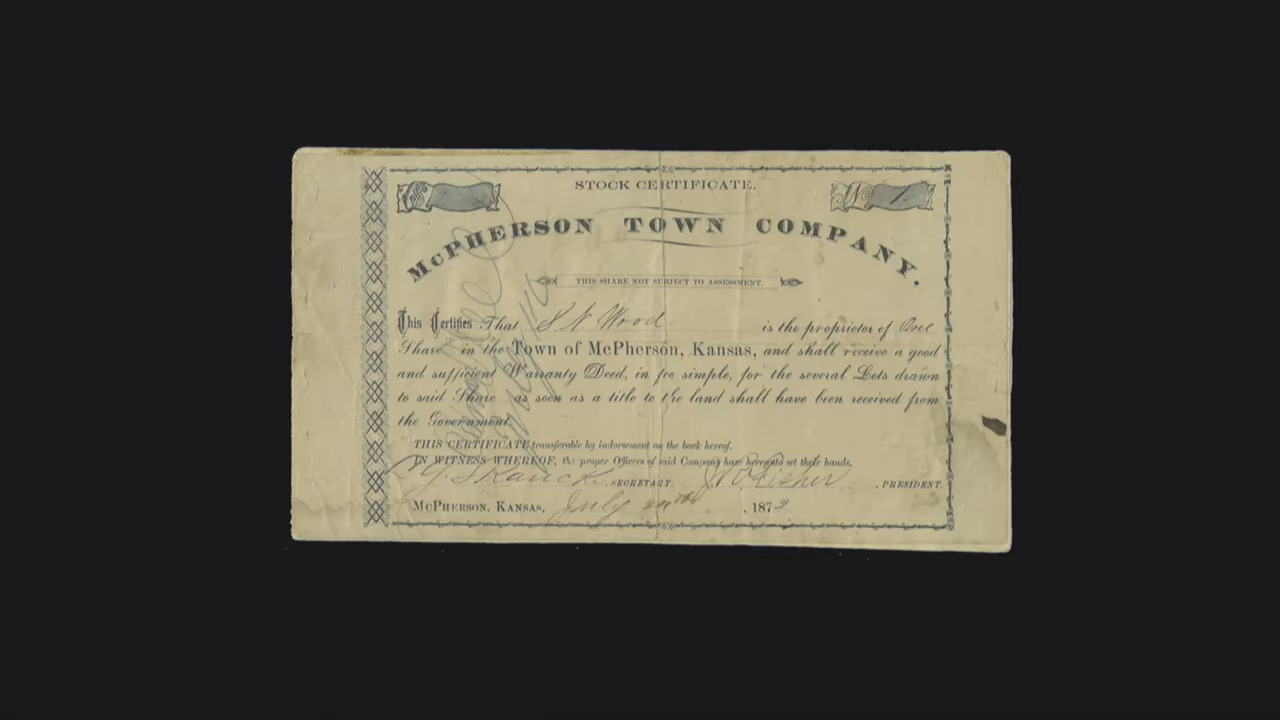 STOCK CERTIFICATE.
$
No 1
McPHERSON TOWN COMPANY.
THIS SHARE NOT SUBJECT TO ASSESSMENT.
This Certifies That S N Wood is the proprietor of One
Share in the Town of McPherson, Kansas, and shall receive a good
and sufficient Warranty Deed, in fee simple, for the several Lots drawn
to said Share as soon as a title to the land shall have been received from
the Government.
THIS CERTIFICATE transferable by indorsement on the back hereof.
IN WITNESS WHEREOF, the proper Officers of said Company have hereunto set their hands.
, SECRETARY. Fisher , PRESIDENT.
McPHERSON, KANSAS, July , 1872